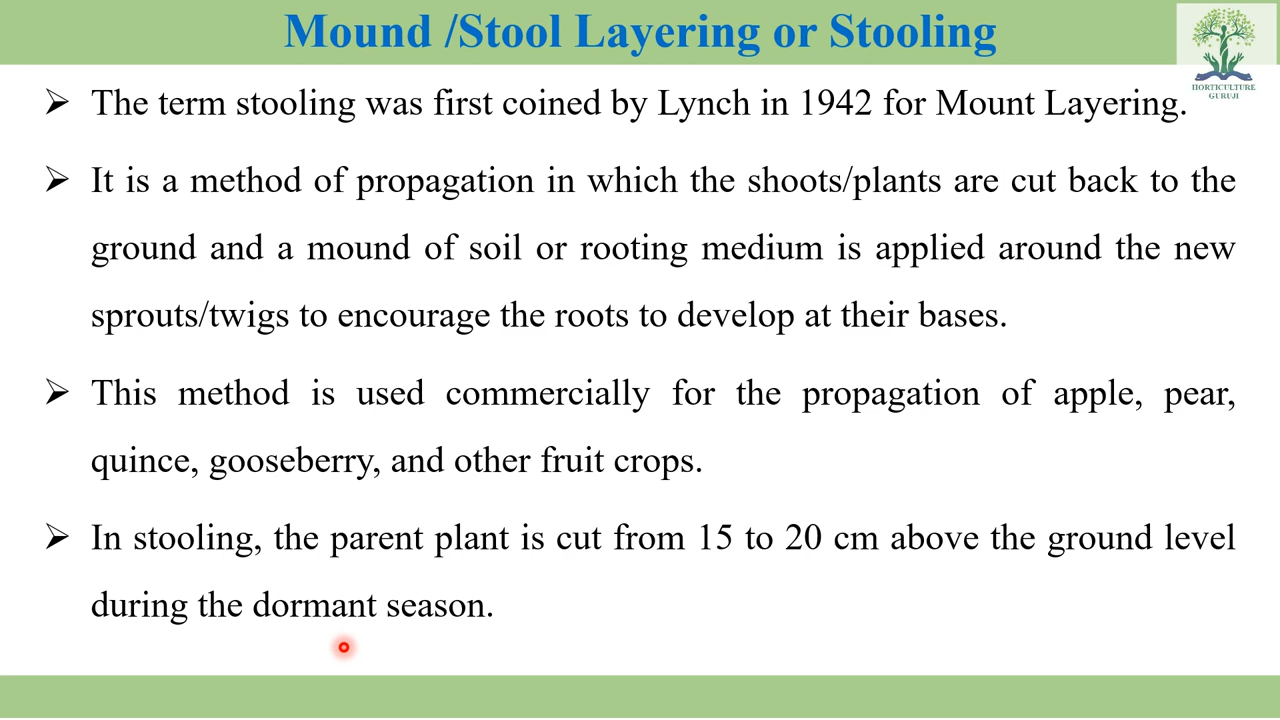 Mound /Stool Layering or Stooling
HORTICULTURE
GURUJI
➢ The term stooling was first coined by Lynch in 1942 for Mount Layering.
➢ It is a method of propagation in which the shoots/plants are cut back to the
ground and a mound of soil or rooting medium is applied around the new
sprouts/twigs to encourage the roots to develop at their bases.
➢ This method is used commercially for the propagation of apple, pear,
quince, gooseberry, and other fruit crops.
➢ In stooling, the parent plant is cut from 15 to 20 cm above the ground level
during the dormant season.